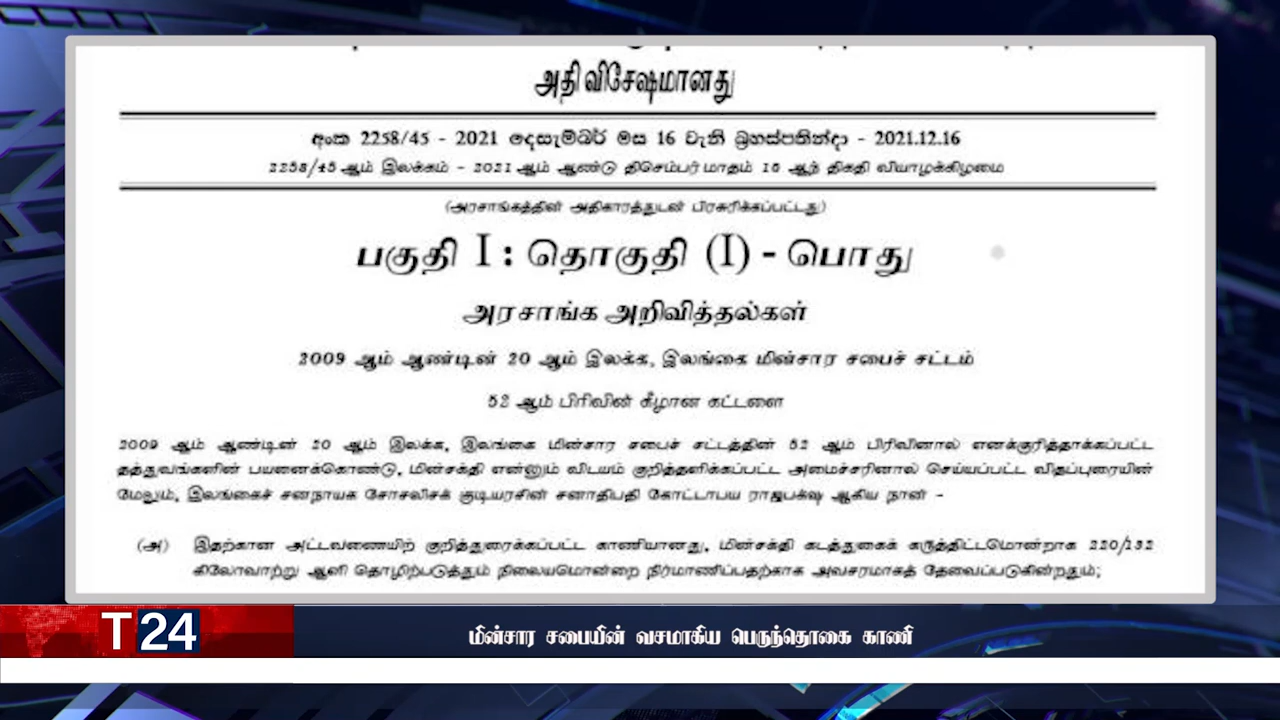 அதி விசேஷமானது
අංක 2258/45 - 2021 දෙසැම්බර් මස 16 වැනි බ්‍රහස්පතින්දා - 2021.12.16
2258/45 ஆம் இலக்கம் - 2021 ஆம் ஆண்டு திசெம்பர் மாதம் 16 ஆந் திகதி வியாழக்கிழமை
(அரசாங்கத்தின் அதிகாரத்துடன் பிரசுரிக்கப்பட்டது)
பகுதி I : தொகுதி (I) - பொது
அரசாங்க அறிவித்தல்கள்
2009 ஆம் ஆண்டின் 20 ஆம் இலக்க, இலங்கை மின்சார சபைச் சட்டம்
52 ஆம் பிரிவின் கீழான கட்டளை
2009 ஆம் ஆண்டின் 20 ஆம் இலக்க, இலங்கை மின்சார சபைச் சட்டத்தின் 52 ஆம் பிரிவினால் எனக்குரித்தாக்கப்பட்ட
தத்துவங்களின் பயனைக்கொண்டு, மின்சக்தி என்னும் விடயம் குறித்தளிக்கப்பட்ட அமைச்சரினால் செய்யப்பட்ட விதப்புரையின்
மேலும், இலங்கைச் சனநாயக சோசலிசக் குடியரசின் சனாதிபதி கோட்டாபய ராஜபக்ஷ ஆகிய நான் -
(அ) இதற்கான அட்டவணையிற் குறித்துரைக்கப்பட்ட காணியானது, மின்சக்தி கடத்துகைக் கருத்திட்டமொன்றாக 220/132
கிலோவாற்று ஆளி தொழிற்படுத்தும் நிலையமொன்றை நிர்மாணிப்பதற்காக அவசரமாகத் தேவைப்படுகின்றதும்;
T24
மின்சார சபையின் வசமாகிய பெருந்தொகை காணி